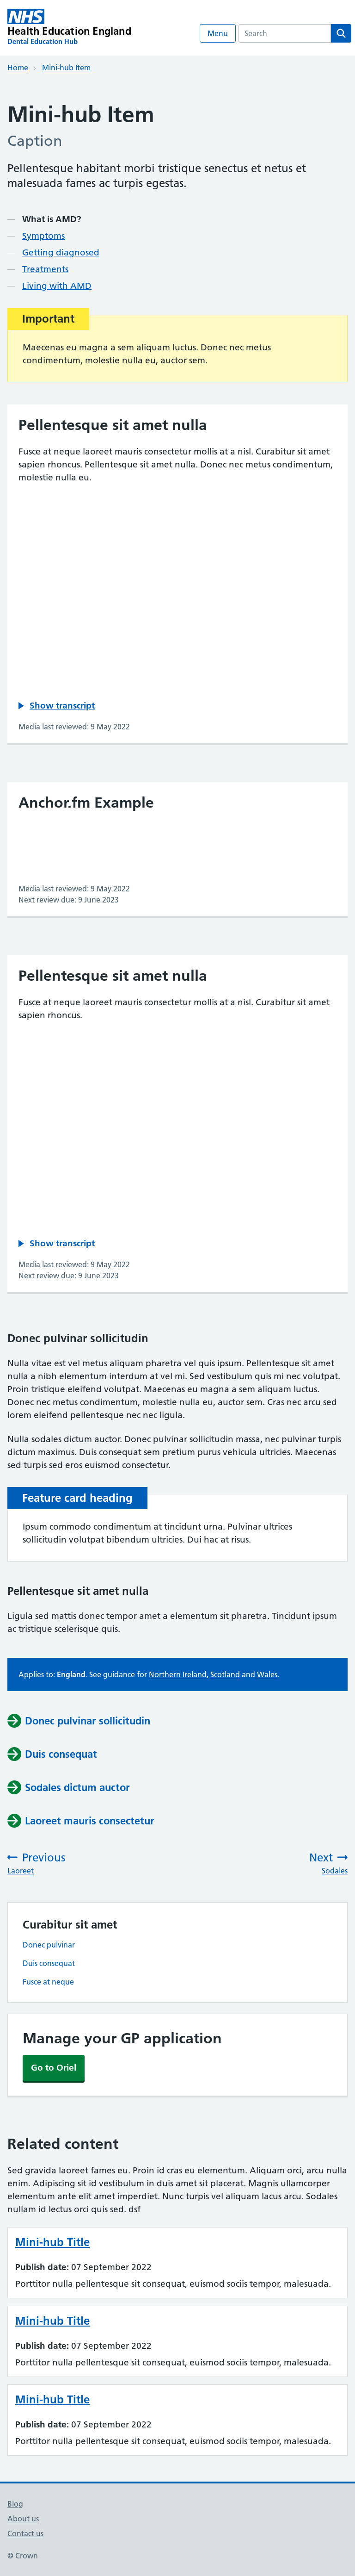 NHS
Health Education England
Dental Education Hub
Menu
Search
Home
Mini-hub Item
Mini-hub Item
Caption
Pellentesque habitant morbi tristique senectus et netus et
malesuada fames ac turpis egestas.
What is AMD?
Symptoms
Getting diagnosed
Treatments
Living with AMD
Important
Maecenas eu magna a sem aliquam luctus. Donec nec metus
condimentum, molestie nulla eu, auctor sem.
Pellentesque sit amet nulla
Fusce at neque laoreet mauris consectetur mollis at a nisl. Curabitur sit amet
sapien rhoncus. Pellentesque sit amet nulla. Donec nec metus condimentum,
molestie nulla eu.
Show transcript
Media last reviewed: 9 May 2022
Anchor.fm Example
Media last reviewed: 9 May 2022
Next review due: 9 June 2023
Pellentesque sit amet nulla
Fusce at neque laoreet mauris consectetur mollis at a nisl. Curabitur sit amet
sapien rhoncus.
Show transcript
Media last reviewed: 9 May 2022
Next review due: 9 June 2023
Donec pulvinar sollicitudin
Nulla vitae est vel metus aliquam pharetra vel quis ipsum. Pellentesque sit amet
nulla a nibh elementum interdum at vel mi. Sed vestibulum quis mi nec volutpat.
Proin tristique eleifend volutpat. Maecenas eu magna a sem aliquam luctus.
Donec nec metus condimentum, molestie nulla eu, auctor sem. Cras nec arcu sed
lorem eleifend pellentesque nec nec ligula.
Nulla sodales dictum auctor. Donec pulvinar sollicitudin massa, nec pulvinar turpis
dictum maximus. Duis consequat sem pretium purus vehicula ultricies. Maecenas
sed turpis sed eros euismod consectetur.
Feature card heading
Ipsum commodo condimentum at tincidunt urna. Pulvinar ultrices
sollicitudin volutpat bibendum ultricies. Dui hac at risus.
Pellentesque sit amet nulla
Ligula sed mattis donec tempor amet a elementum sit pharetra. Tincidunt ipsum
ac tristique scelerisque quis.
Applies to: England. See guidance for Northern Ireland, Scotland and Wales.
Donec pulvinar sollicitudin
Duis consequat
Sodales dictum auctor
Laoreet mauris consectetur
Previous
Laoreet
Next
Sodales
Curabitur sit amet
Donec pulvinar
Duis consequat
Fusce at neque
Manage your GP application
Go to Oriel
Related content
Sed gravida laoreet fames eu. Proin id cras eu elementum. Aliquam orci, arcu nulla
enim. Adipiscing sit id vestibulum in duis amet sit placerat. Magnis ullamcorper
elementum ante elit amet imperdiet. Nunc turpis vel aliquam lacus arcu. Sodales
nullam id lectus orci quis sed. dsf
Mini-hub Title
Publish date: 07 September 2022
Porttitor nulla pellentesque sit consequat, euismod sociis tempor, malesuada.
Mini-hub Title
Publish date: 07 September 2022
Porttitor nulla pellentesque sit consequat, euismod sociis tempor, malesuada.
Mini-hub Title
Publish date: 07 September 2022
Porttitor nulla pellentesque sit consequat, euismod sociis tempor, malesuada.
Blog
About us
Contact us
© Crown